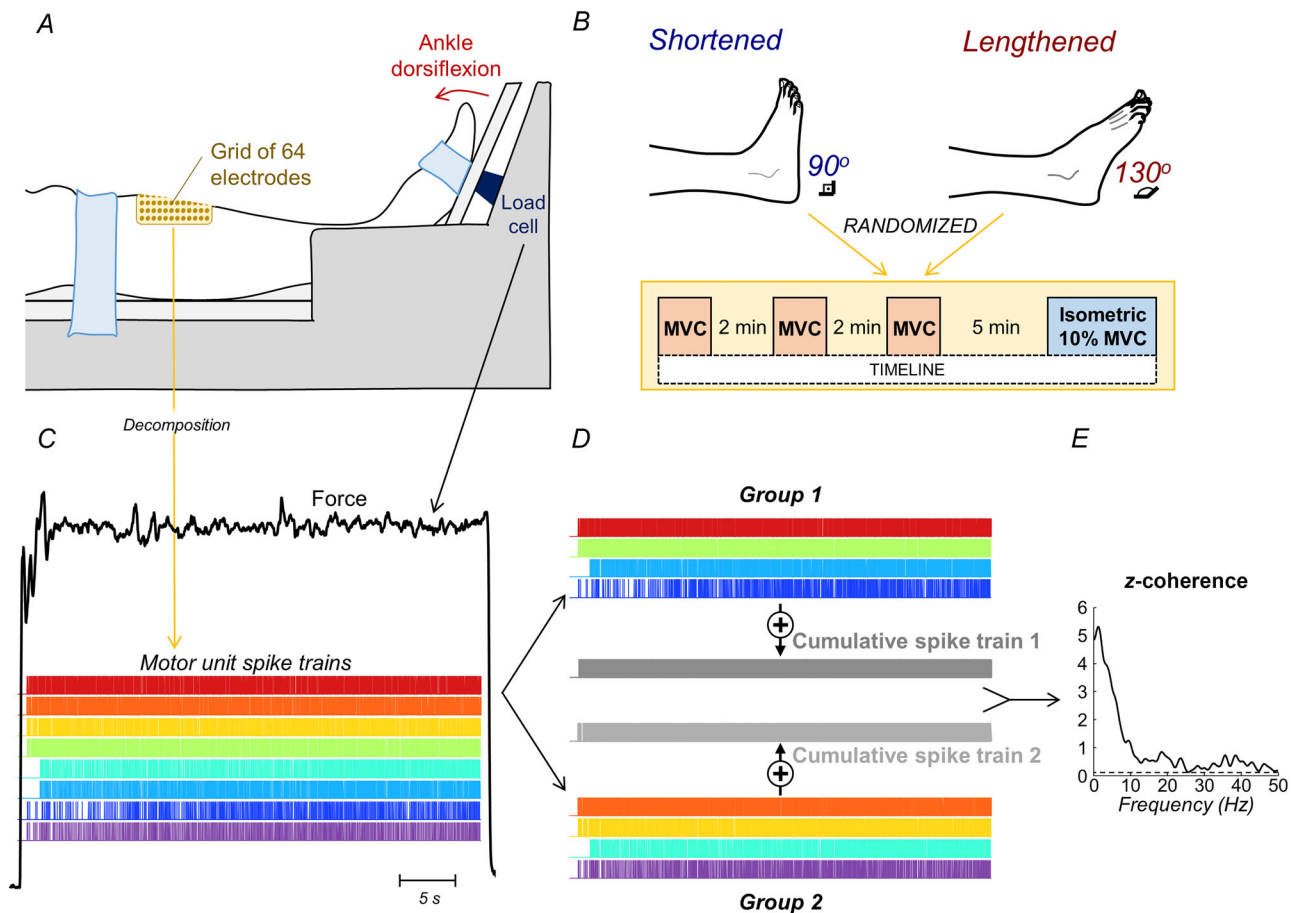 A
Ankle
dorsiflexion
Grid of 64
electrodes
Load
cell
B
Shortened
Lengthened
90°
130°
RANDOMIZED
MVC
2 min
MVC
2 min
MVC
5 min
Isometric
10% MVC
TIMELINE
Decomposition
C
Force
Motor unit spike trains
5 s
D
Group 1
Cumulative spike train 1
Cumulative spike train 2
Group 2
E
z-coherence
6
5
4
3
2
1
0
0 10 20 30 40 50
Frequency (Hz)